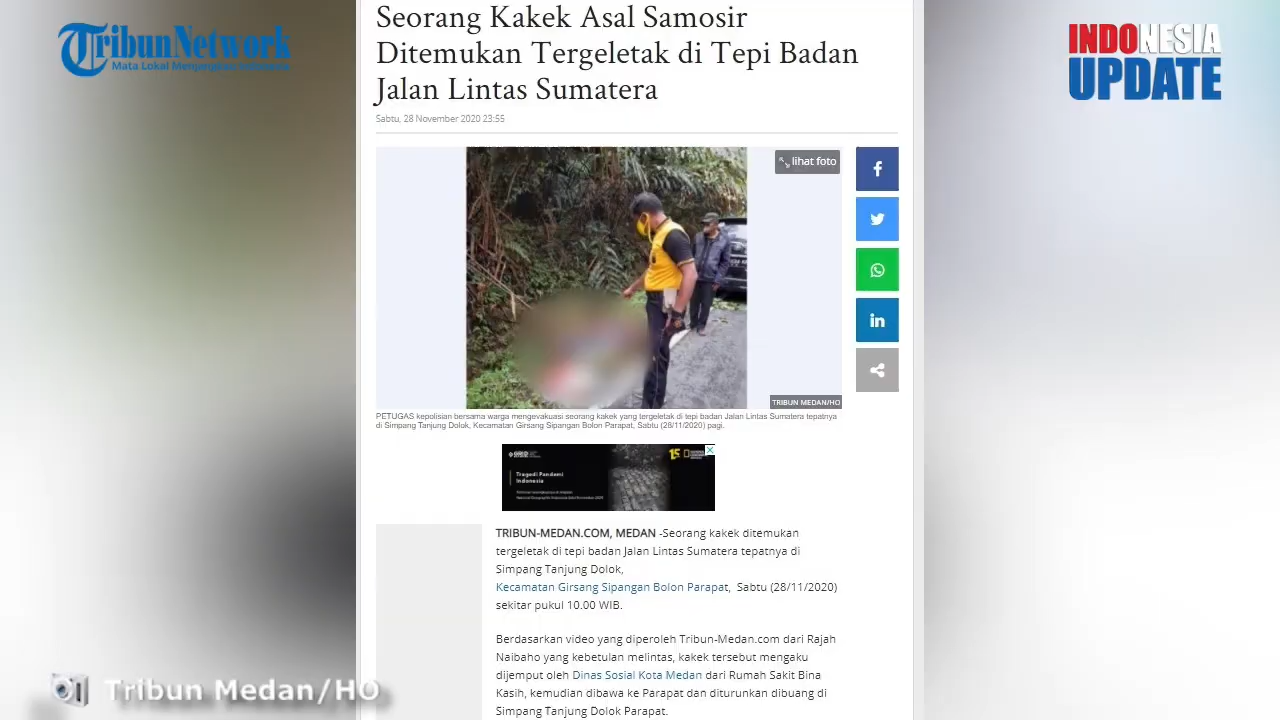 Seorang Kakek Asal Samosir
Ditemukan Tergeletak di Tepi Badan
Jalan Lintas Sumatera
Sabtu, 28 November 2020 23:55
TribunNetwork
Mata Lokal Menjangkau Indonesia
INDONESIA
UPDATE
lihat foto
TRIBUN MEDAN/HO
PETUGAS kepolisian bersama warga mengevakuasi seorang kakek yang tergeletak di tepi badan Jalan Lintas Sumatera tepatnya
di Simpang Tanjung Dolok, Kecamatan Girsang Sipangan Bolon Parapat, Sabtu (28/11/2020) pagi.
Tragedi Pandemi
Indonesia
TRIBUN-MEDAN.COM, MEDAN -Seorang kakek ditemukan
tergeletak di tepi badan Jalan Lintas Sumatera tepatnya di
Simpang Tanjung Dolok,
Kecamatan Girsang Sipangan Bolon Parapat, Sabtu (28/11/2020)
sekitar pukul 10.00 WIB.
Berdasarkan video yang diperoleh Tribun-Medan.com dari Rajah
Naibaho yang kebetulan melintas, kakek tersebut mengaku
dijemput oleh Dinas Sosial Kota Medan dari Rumah Sakit Bina
Kasih, kemudian dibawa ke Parapat dan diturunkan dibuang di
Simpang Tanjung Dolok Parapat.
Tribun Medan/HO